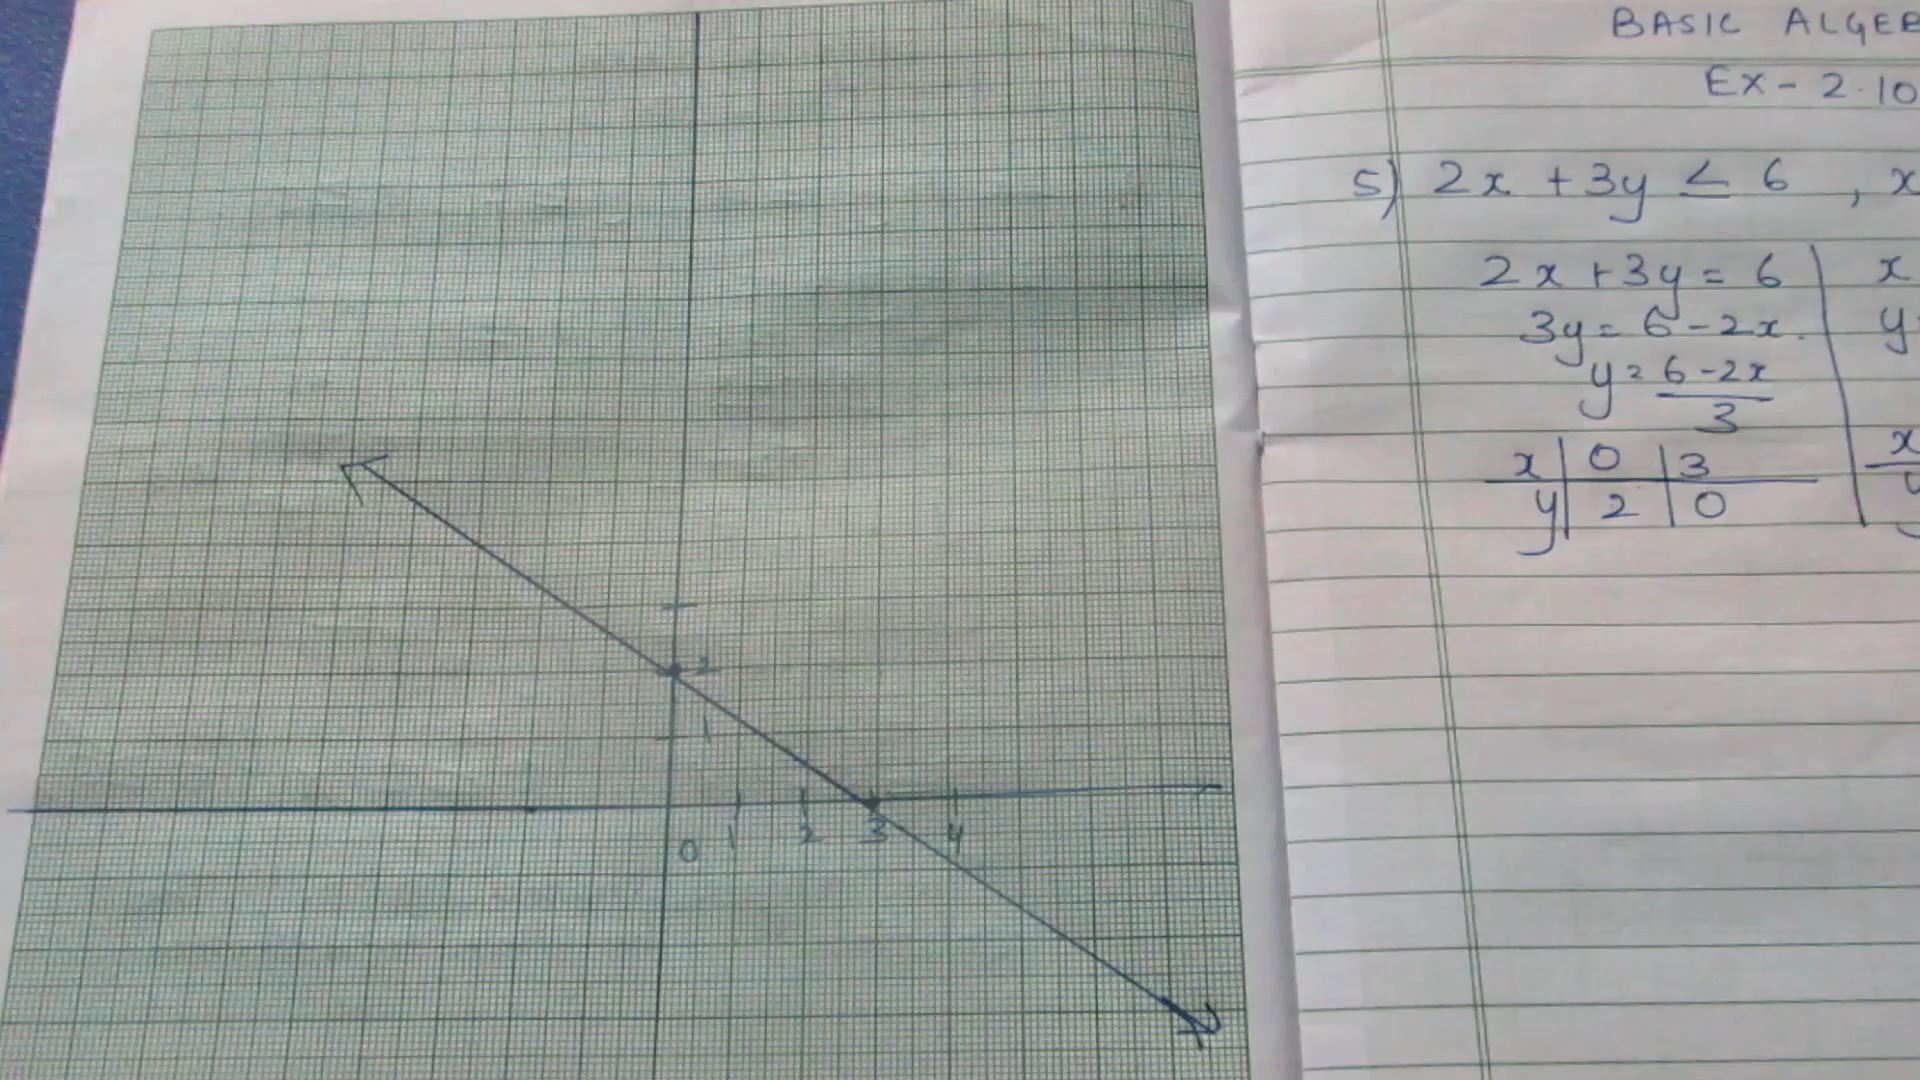 BASIC ALGEB
EX - 2.10
5) 2x + 3y ≤ 6 , x
2x + 3y = 6 | x
3y = 6 - 2x. | y=
y = 6 - 2x
3
x | 0 | 3 | x
y | 2 | 0 | y
2
1
0 1 2 3 4